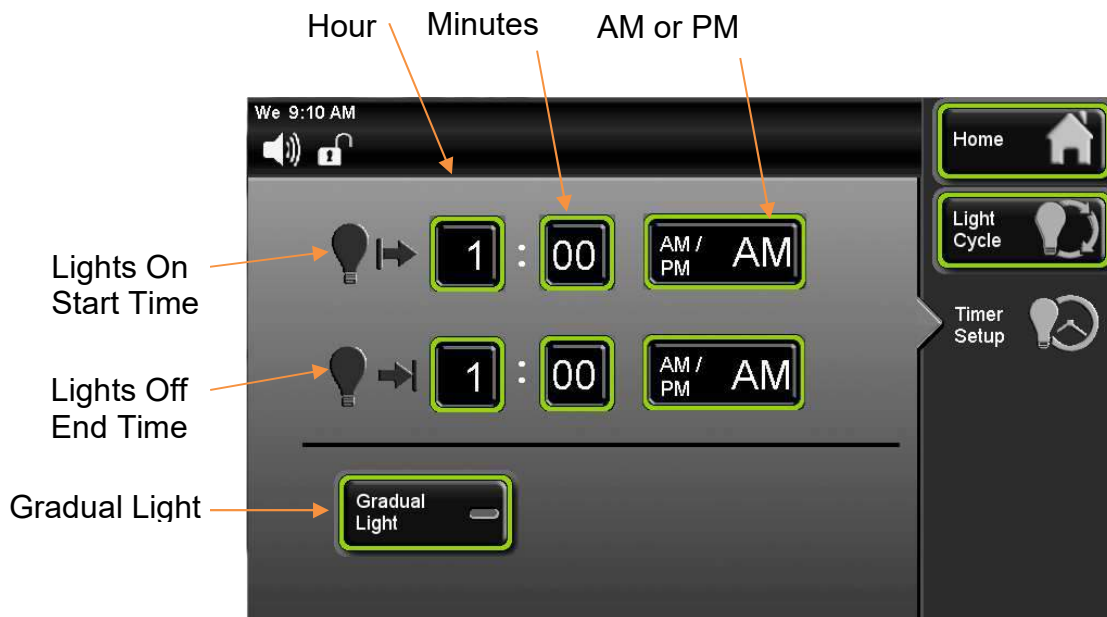 Hour Minutes AM or PM
We 9:10 AM
Home
Light
Cycle
Timer
Setup
Lights On
Start Time
1 : 00 AM /
PM AM
Lights Off
End Time
1 : 00 AM /
PM AM
Gradual Light
Gradual
Light